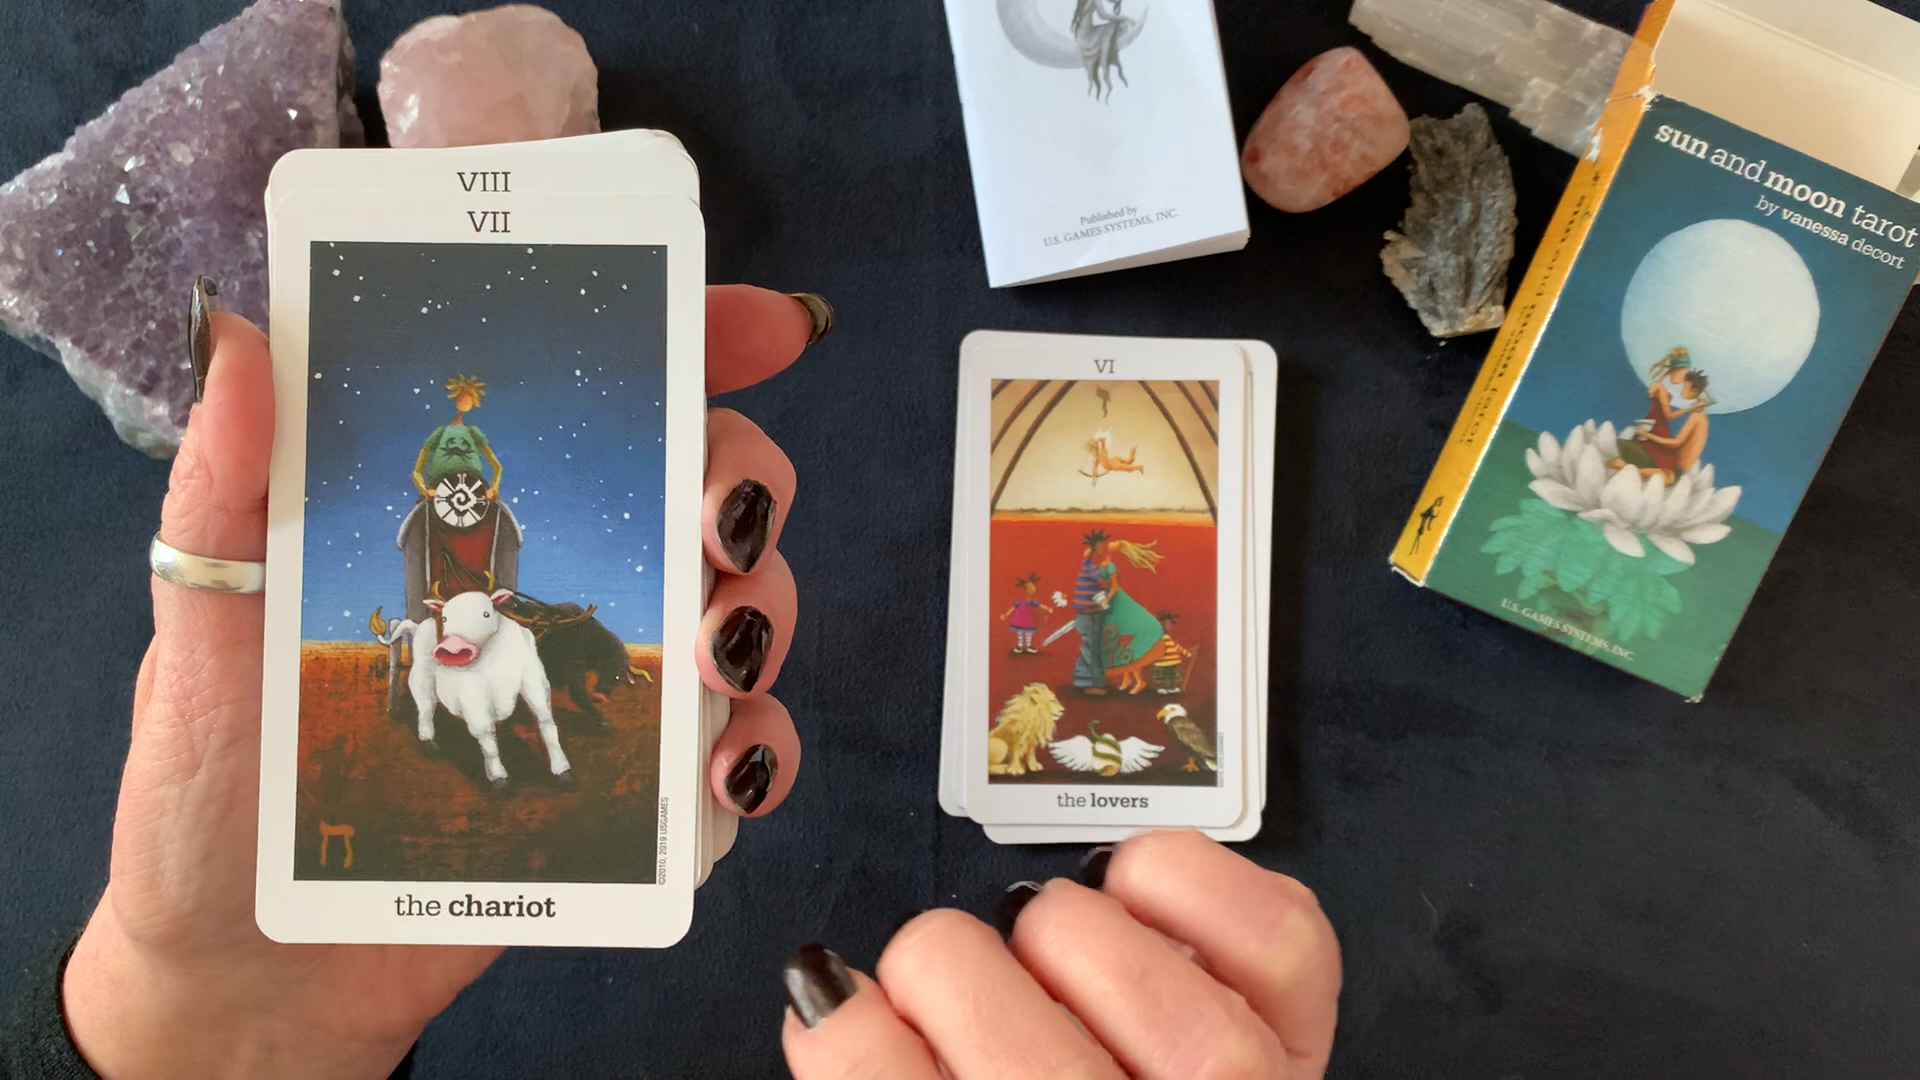 VIII
VII
ח
©2010, 2019 USGAMES
the chariot
Published by
U.S. GAMES SYSTEMS, INC.
VI
the lovers
sun and moon tarot
by vanessa decort
U.S. GAMES SYSTEMS, INC.